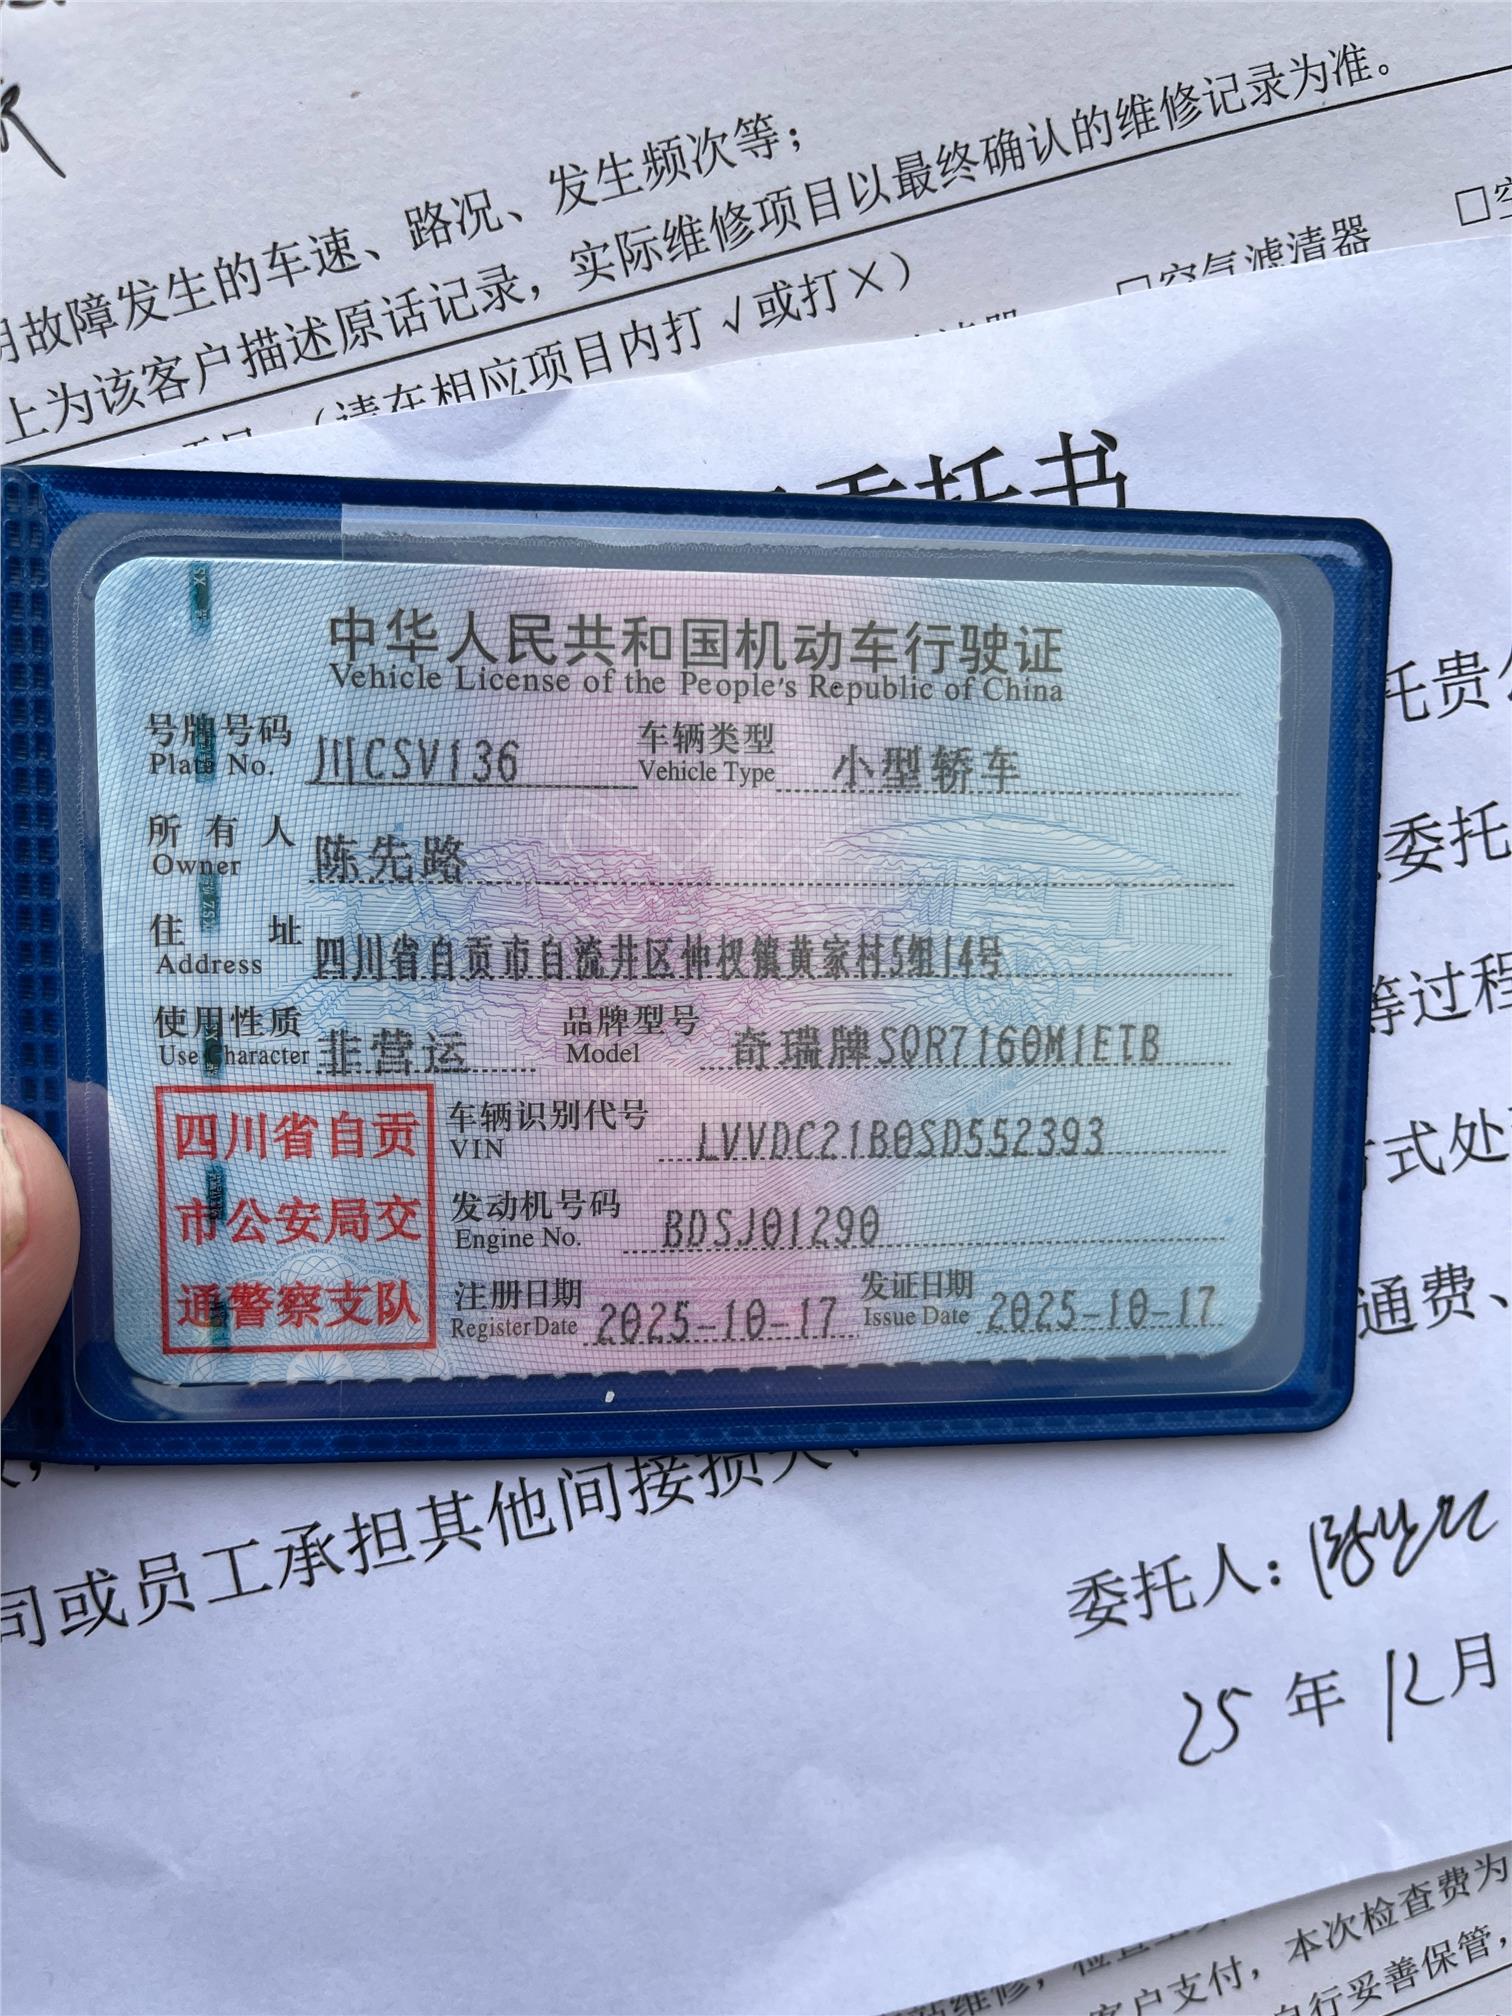 明故障发生的车速、路况、发生频次等；
上为该客户描述原话记录，实际维修项目以最终确认的维修记录为准。
（请在相应项目内打√或打×）
□空气滤清器
委托书
中华人民共和国机动车行驶证
Vehicle License of the People's Republic of China
号牌号码 川CSV136 车辆类型 小型轿车
Plate No. Vehicle Type
所有人 陈先路
Owner
住址 四川省自贡市自流井区仲权镇黄家村5组14号
Address
使用性质 非营运 品牌型号 奇瑞牌SQR7160M1ETB
Use Character Model
四川省自贡
市公安局交
通警察支队
车辆识别代号 LVVDC21B0SD552393
VIN
发动机号码 BDSJ01290
Engine No.
注册日期 2025-10-17 发证日期 2025-10-17
Register Date Issue Date
托贵
委托
等过程
式处
通费、
司或员工承担其他间接损失
委托人：
25年12月
本次检查费为
客户支付，
自行妥善保管，